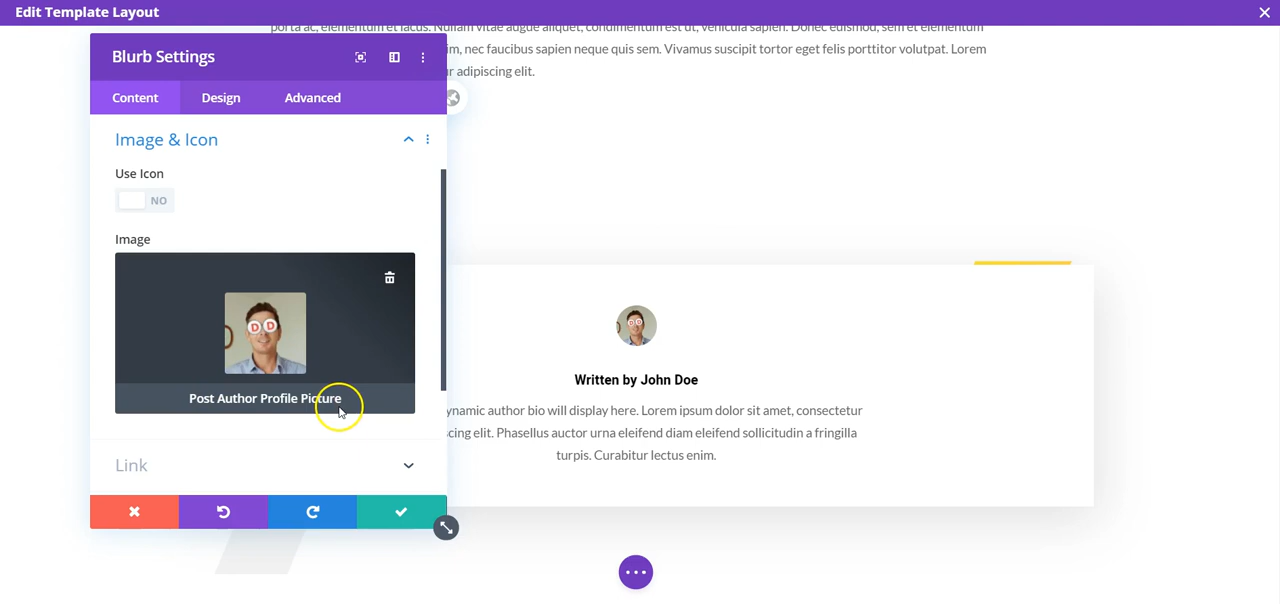 Edit Template Layout
porta ac, elementum et lacus. Nullam vitae augue aliquet, condimentum est ut, vehicula sapien. Donec euismod, sem et elementum
im, nec faucibus sapien neque quis sem. Vivamus suscipit tortor eget felis porttitor volutpat. Lorem
ur adipiscing elit.
Blurb Settings
Content
Design
Advanced
Image & Icon
Use Icon
NO
Image
D D
Post Author Profile Picture
Link
Written by John Doe
ynamic author bio will display here. Lorem ipsum dolor sit amet, consectetur
scing elit. Phasellus auctor urna eleifend diam eleifend sollicitudin a fringilla
turpis. Curabitur lectus enim.